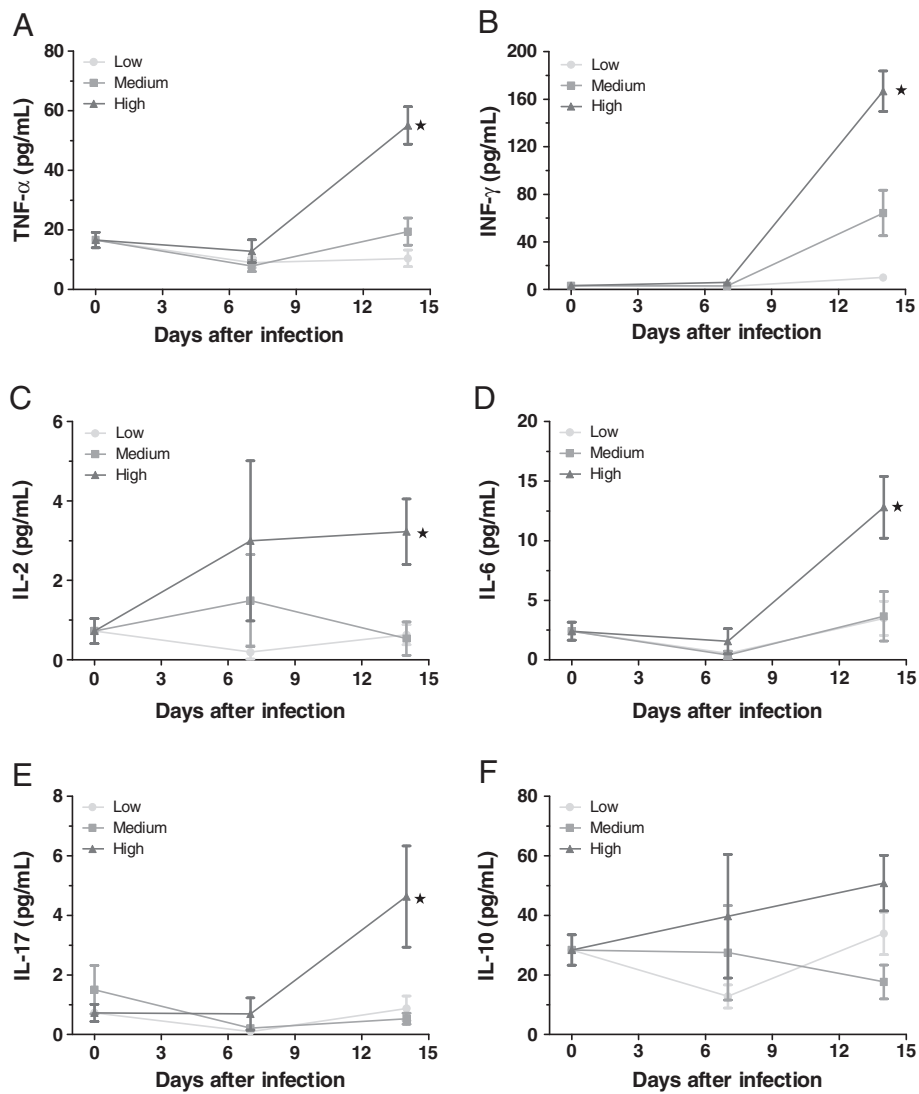 A
TNF-α (pg/mL)
80
60
40
20
0
Low
Medium
High
★
0 3 6 9 12 15
Days after infection
B
INF-γ (pg/mL)
200
160
120
80
40
0
Low
Medium
High
★
0 3 6 9 12 15
Days after infection
C
IL-2 (pg/mL)
6
4
2
0
Low
Medium
High
★
0 3 6 9 12 15
Days after infection
D
IL-6 (pg/mL)
20
15
10
5
0
Low
Medium
High
★
0 3 6 9 12 15
Days after infection
E
IL-17 (pg/mL)
8
6
4
2
0
Low
Medium
High
★
0 3 6 9 12 15
Days after infection
F
IL-10 (pg/mL)
80
60
40
20
0
Low
Medium
High
0 3 6 9 12 15
Days after infection